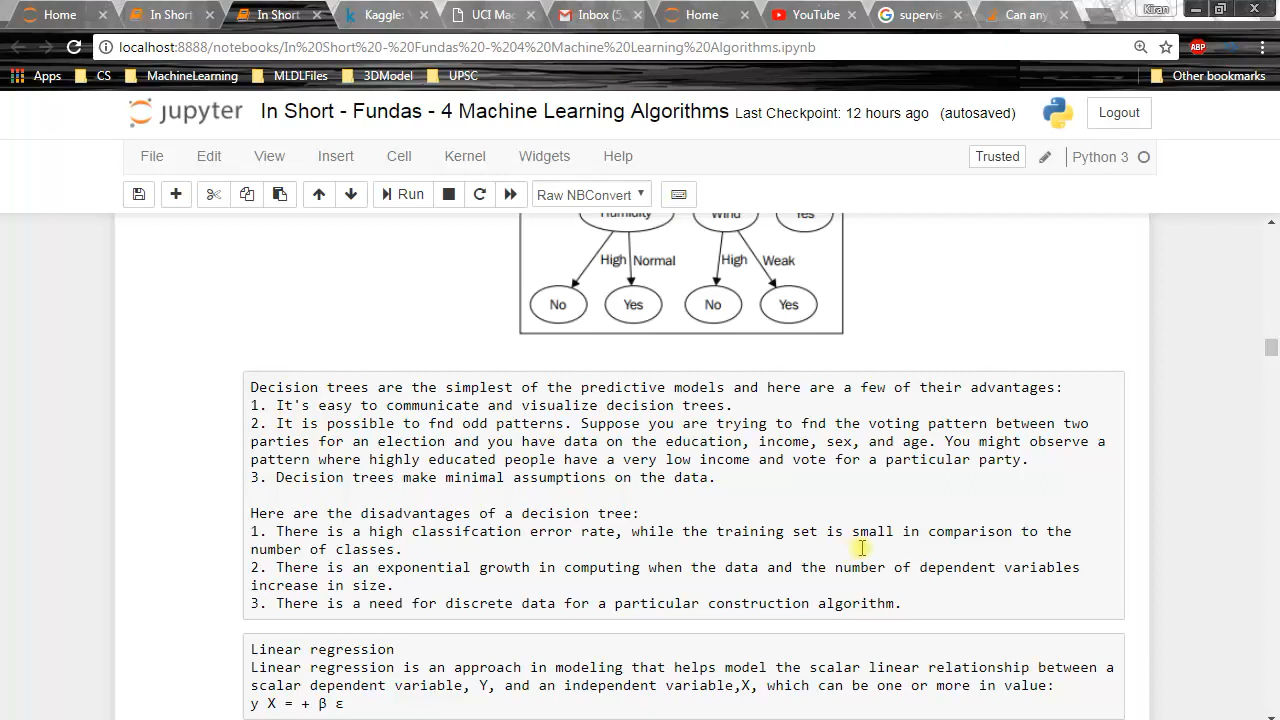 Home
In Short
In Short
Kaggle:
UCI Mac
Inbox (5
Home
YouTube
supervis
Can any
Kiran
localhost:8888/notebooks/In%20Short%20-%20Fundas%20-%204%20Machine%20Learning%20Algorithms.ipynb
ABP
Apps
CS
MachineLearning
MLDLFiles
3DModel
UPSC
Other bookmarks
jupyter
In Short - Fundas - 4 Machine Learning Algorithms Last Checkpoint: 12 hours ago (autosaved)
Logout
File Edit View Insert Cell Kernel Widgets Help
Trusted
Python 3
Run
Raw NBConvert
Humidity Wind Yes
High Normal High Weak
No Yes No Yes
Decision trees are the simplest of the predictive models and here are a few of their advantages:
1. It's easy to communicate and visualize decision trees.
2. It is possible to fnd odd patterns. Suppose you are trying to fnd the voting pattern between two
parties for an election and you have data on the education, income, sex, and age. You might observe a
pattern where highly educated people have a very low income and vote for a particular party.
3. Decision trees make minimal assumptions on the data.
Here are the disadvantages of a decision tree:
1. There is a high classifcation error rate, while the training set is small in comparison to the
number of classes.
2. There is an exponential growth in computing when the data and the number of dependent variables
increase in size.
3. There is a need for discrete data for a particular construction algorithm.
Linear regression
Linear regression is an approach in modeling that helps model the scalar linear relationship between a
scalar dependent variable, Y, and an independent variable,X, which can be one or more in value:
y X = + β ε